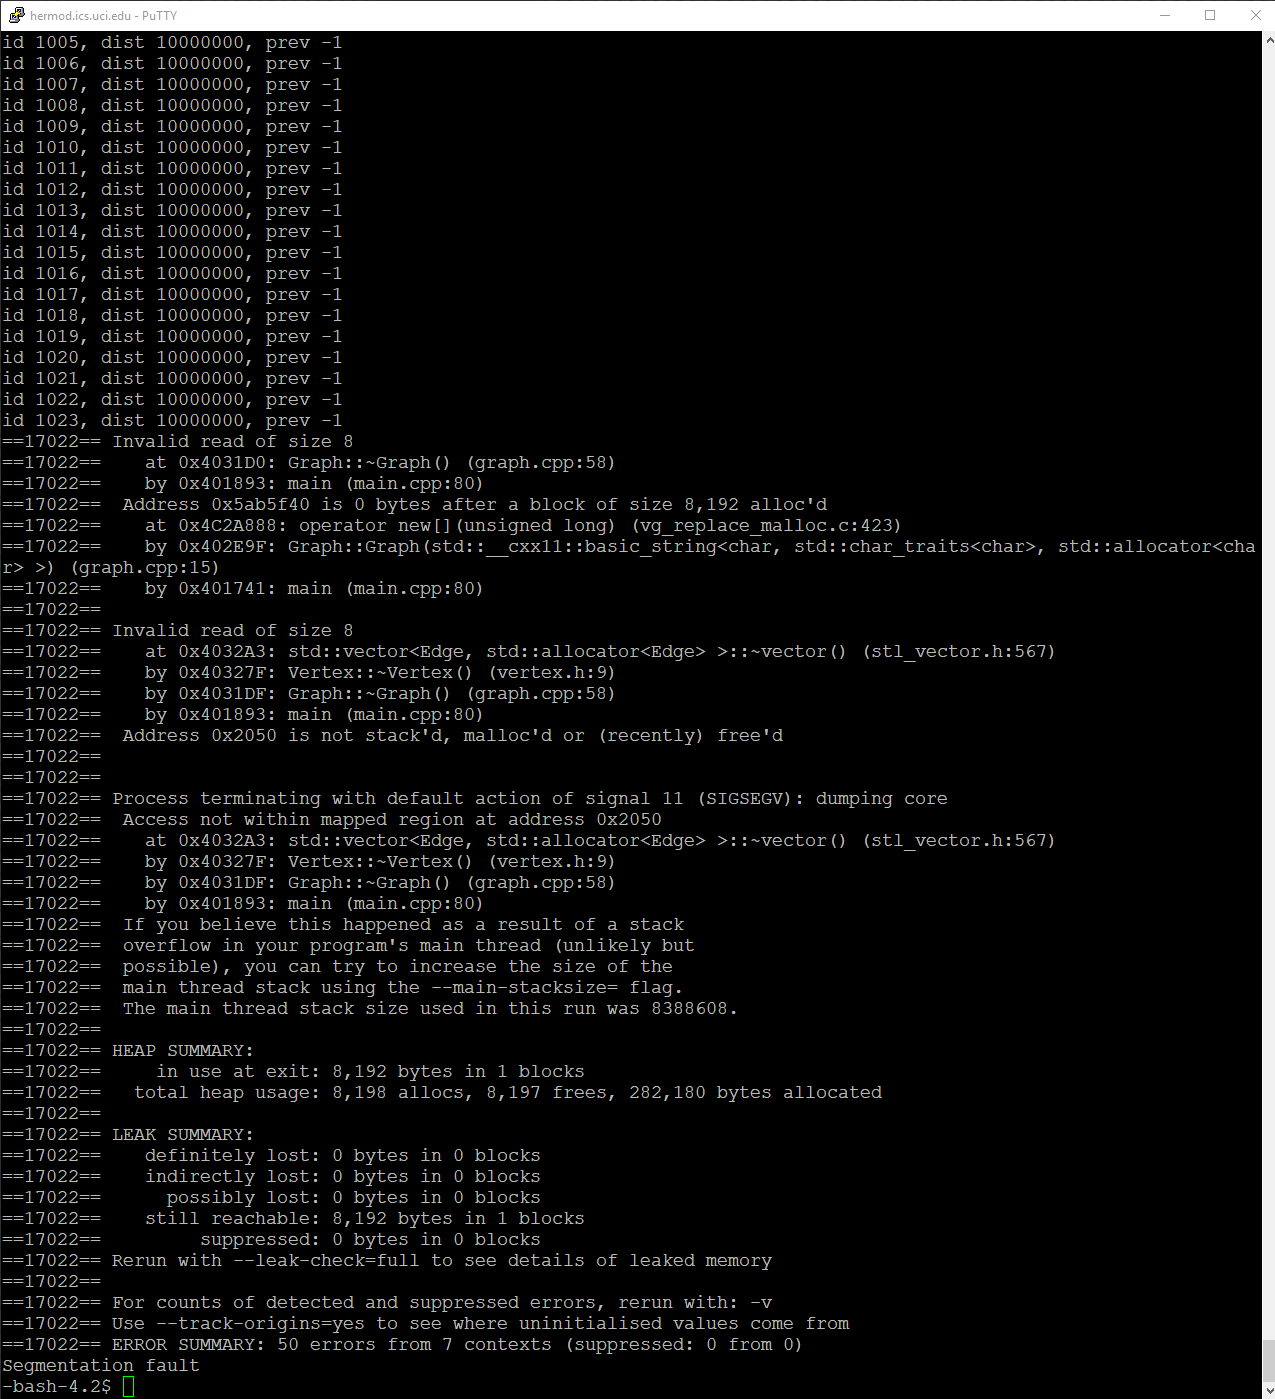 hermod.ics.uci.edu - PuTTY
id 1005, dist 10000000, prev -1
id 1006, dist 10000000, prev -1
id 1007, dist 10000000, prev -1
id 1008, dist 10000000, prev -1
id 1009, dist 10000000, prev -1
id 1010, dist 10000000, prev -1
id 1011, dist 10000000, prev -1
id 1012, dist 10000000, prev -1
id 1013, dist 10000000, prev -1
id 1014, dist 10000000, prev -1
id 1015, dist 10000000, prev -1
id 1016, dist 10000000, prev -1
id 1017, dist 10000000, prev -1
id 1018, dist 10000000, prev -1
id 1019, dist 10000000, prev -1
id 1020, dist 10000000, prev -1
id 1021, dist 10000000, prev -1
id 1022, dist 10000000, prev -1
id 1023, dist 10000000, prev -1
==17022== Invalid read of size 8
==17022==    at 0x4031D0: Graph::~Graph() (graph.cpp:58)
==17022==    by 0x401893: main (main.cpp:80)
==17022==  Address 0x5ab5f40 is 0 bytes after a block of size 8,192 alloc'd
==17022==    at 0x4C2A888: operator new[](unsigned long) (vg_replace_malloc.c:423)
==17022==    by 0x402E9F: Graph::Graph(std::__cxx11::basic_string<char, std::char_traits<char>, std::allocator<cha
r> >) (graph.cpp:15)
==17022==    by 0x401741: main (main.cpp:80)
==17022==
==17022== Invalid read of size 8
==17022==    at 0x4032A3: std::vector<Edge, std::allocator<Edge> >::~vector() (stl_vector.h:567)
==17022==    by 0x40327F: Vertex::~Vertex() (vertex.h:9)
==17022==    by 0x4031DF: Graph::~Graph() (graph.cpp:58)
==17022==    by 0x401893: main (main.cpp:80)
==17022==  Address 0x2050 is not stack'd, malloc'd or (recently) free'd
==17022==
==17022==
==17022== Process terminating with default action of signal 11 (SIGSEGV): dumping core
==17022==  Access not within mapped region at address 0x2050
==17022==    at 0x4032A3: std::vector<Edge, std::allocator<Edge> >::~vector() (stl_vector.h:567)
==17022==    by 0x40327F: Vertex::~Vertex() (vertex.h:9)
==17022==    by 0x4031DF: Graph::~Graph() (graph.cpp:58)
==17022==    by 0x401893: main (main.cpp:80)
==17022==  If you believe this happened as a result of a stack
==17022==  overflow in your program's main thread (unlikely but
==17022==  possible), you can try to increase the size of the
==17022==  main thread stack using the --main-stacksize= flag.
==17022==  The main thread stack size used in this run was 8388608.
==17022==
==17022== HEAP SUMMARY:
==17022==     in use at exit: 8,192 bytes in 1 blocks
==17022==   total heap usage: 8,198 allocs, 8,197 frees, 282,180 bytes allocated
==17022==
==17022== LEAK SUMMARY:
==17022==    definitely lost: 0 bytes in 0 blocks
==17022==    indirectly lost: 0 bytes in 0 blocks
==17022==      possibly lost: 0 bytes in 0 blocks
==17022==    still reachable: 8,192 bytes in 1 blocks
==17022==         suppressed: 0 bytes in 0 blocks
==17022== Rerun with --leak-check=full to see details of leaked memory
==17022==
==17022== For counts of detected and suppressed errors, rerun with: -v
==17022== Use --track-origins=yes to see where uninitialised values come from
==17022== ERROR SUMMARY: 50 errors from 7 contexts (suppressed: 0 from 0)
Segmentation fault
-bash-4.2$